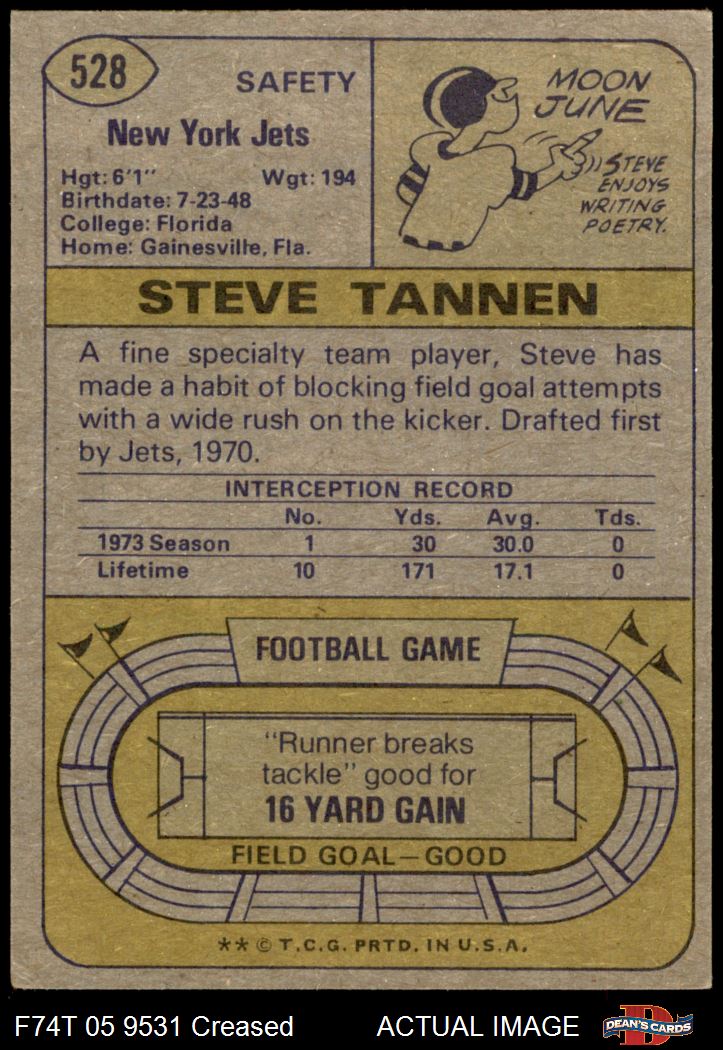 528
SAFETY
New York Jets
Hgt: 6'1" Wgt: 194
Birthdate: 7-23-48
College: Florida
Home: Gainesville, Fla.
MOON
JUNE
STEVE
ENJOYS
WRITING
POETRY.
STEVE TANNEN
A fine specialty team player, Steve has
made a habit of blocking field goal attempts
with a wide rush on the kicker. Drafted first
by Jets, 1970.
INTERCEPTION RECORD
No. Yds. Avg. Tds.
1973 Season 1 30 30.0 0
Lifetime 10 171 17.1 0
FOOTBALL GAME
"Runner breaks
tackle" good for
16 YARD GAIN
FIELD GOAL—GOOD
** © T.C.G. PRTD. IN U.S.A.
F74T 05 9531 Creased ACTUAL IMAGE
D
DEAN'S CARDS